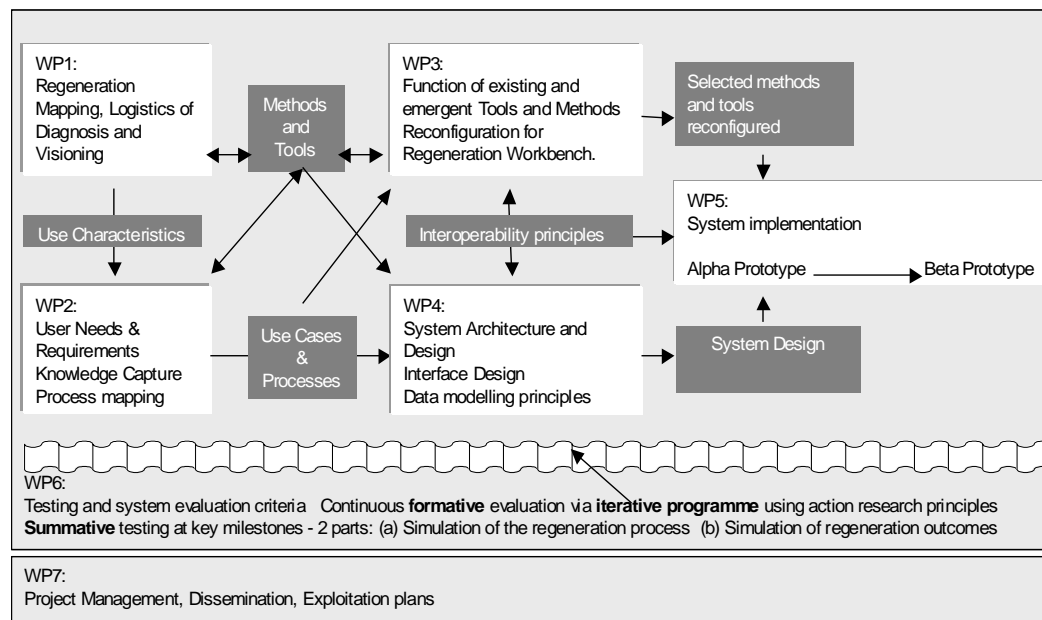 WP1:
Regeneration
Mapping, Logistics of
Diagnosis and
Visioning
Methods
and
Tools
WP3:
Function of existing and
emergent Tools and Methods
Reconfiguration for
Regeneration Workbench.
Selected methods
and tools
reconfigured
Use Characteristics
Interoperability principles
WP5:
System implementation
Alpha Prototype
Beta Prototype
WP2:
User Needs &
Requirements
Knowledge Capture
Process mapping
Use Cases
&
Processes
WP4:
System Architecture and
Design
Interface Design
Data modelling principles
System Design
WP6:
Testing and system evaluation criteria Continuous formative evaluation via iterative programme using action research principles
Summative testing at key milestones - 2 parts: (a) Simulation of the regeneration process (b) Simulation of regeneration outcomes
WP7:
Project Management, Dissemination, Exploitation plans